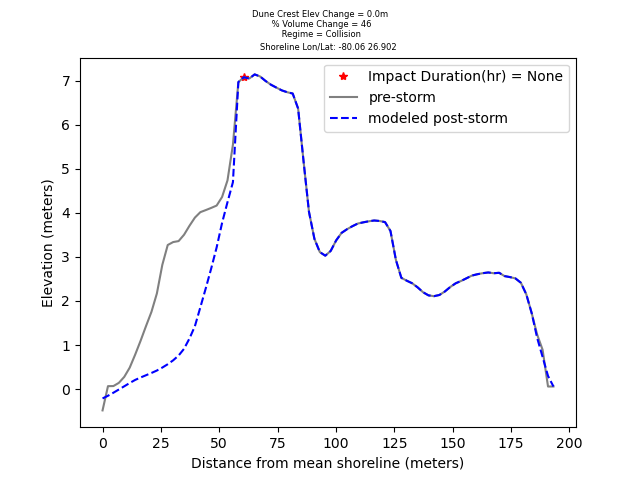 Dune Crest Elev Change = 0.0m
% Volume Change = 46
Regime = Collision
Shoreline Lon/Lat: -80.06 26.902
Impact Duration(hr) = None
pre-storm
modeled post-storm
7
6
5
4
3
2
1
0
Elevation (meters)
0 25 50 75 100 125 150 175 200
Distance from mean shoreline (meters)